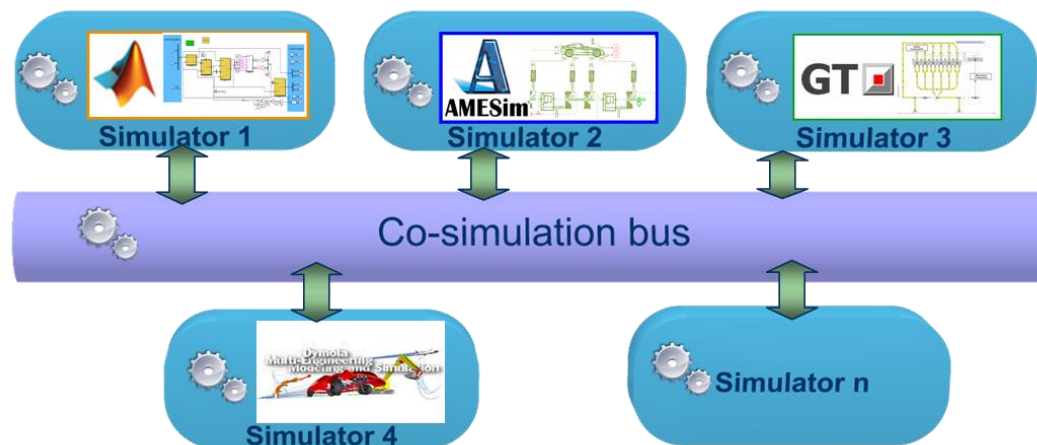 AMESim
GT
Simulator 1
Simulator 2
Simulator 3
Co-simulation bus
Dymola
Multi-Engineering
Modeling and Simulation
Simulator 4
Simulator n